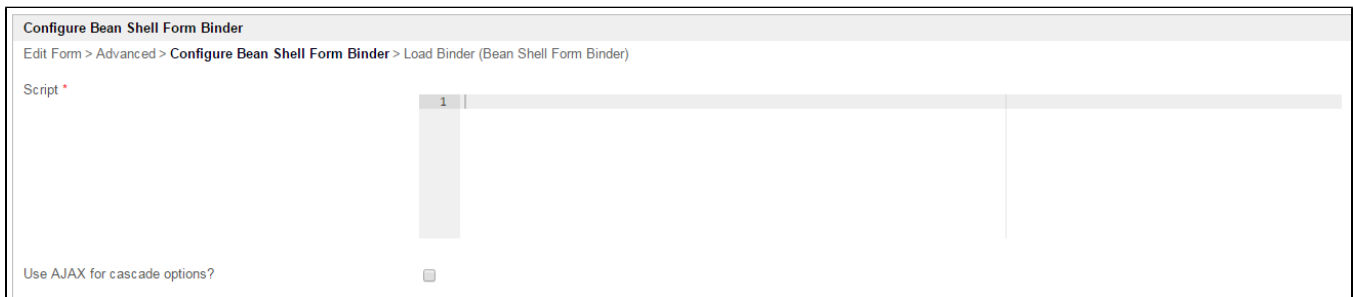 Configure Bean Shell Form Binder
Edit Form > Advanced > Configure Bean Shell Form Binder > Load Binder (Bean Shell Form Binder)
Script *
1
Use AJAX for cascade options?